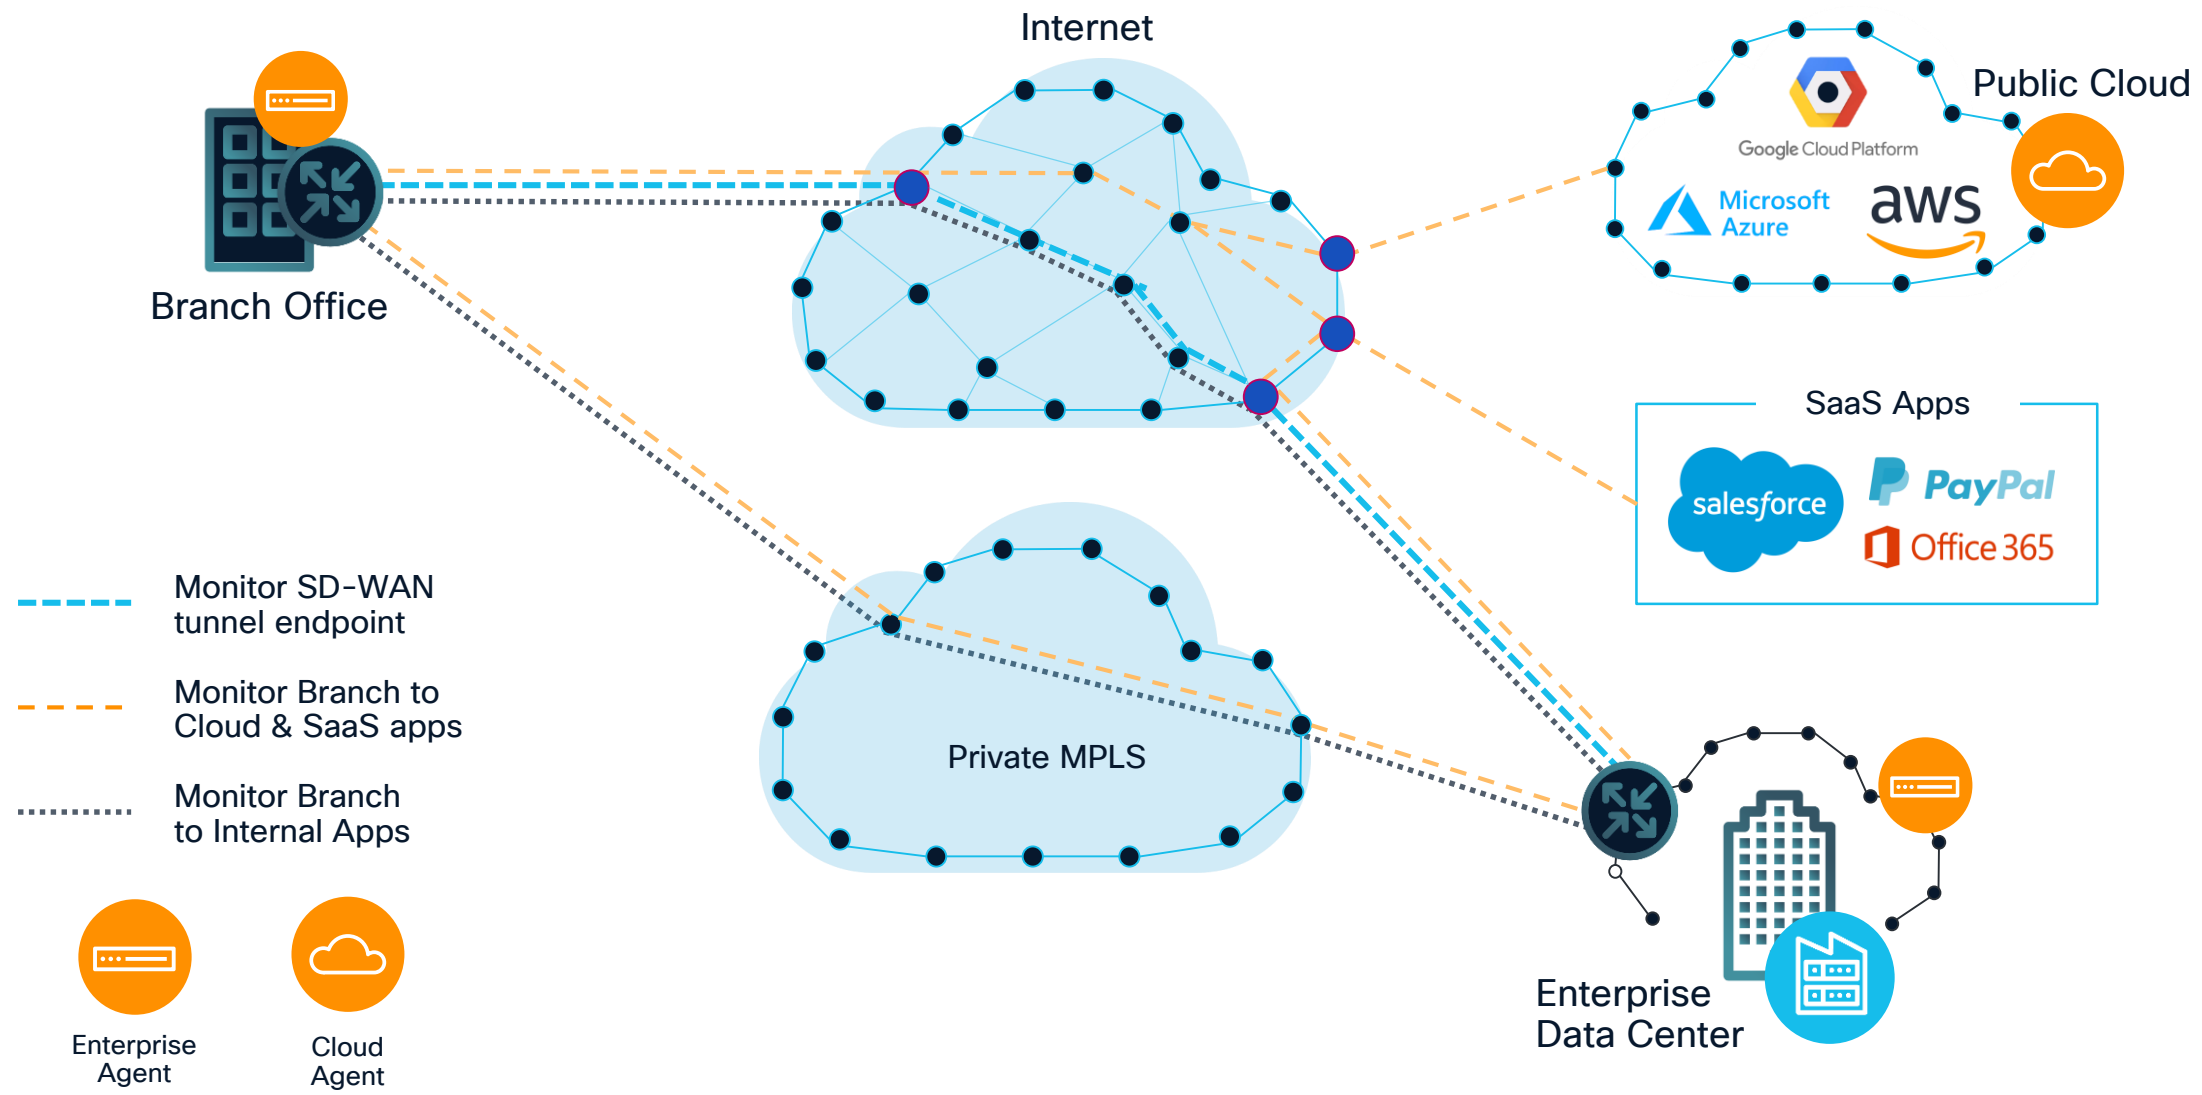 Internet
Public Cloud
Google Cloud Platform
Microsoft
Azure
aws
Branch Office
SaaS Apps
salesforce
PayPal
Office 365
Monitor SD-WAN
tunnel endpoint
Monitor Branch to
Cloud & SaaS apps
Monitor Branch
to Internal Apps
Private MPLS
Enterprise
Data Center
Enterprise
Agent
Cloud
Agent